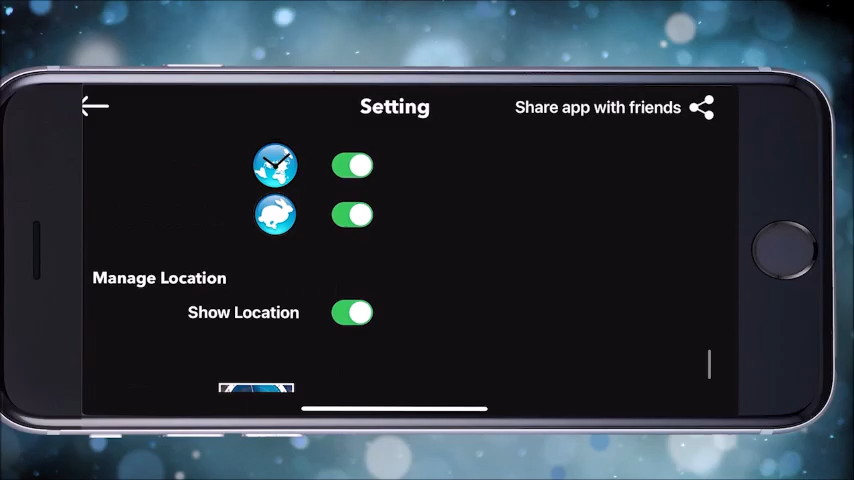 Setting
Share app with friends
Manage Location
Show Location